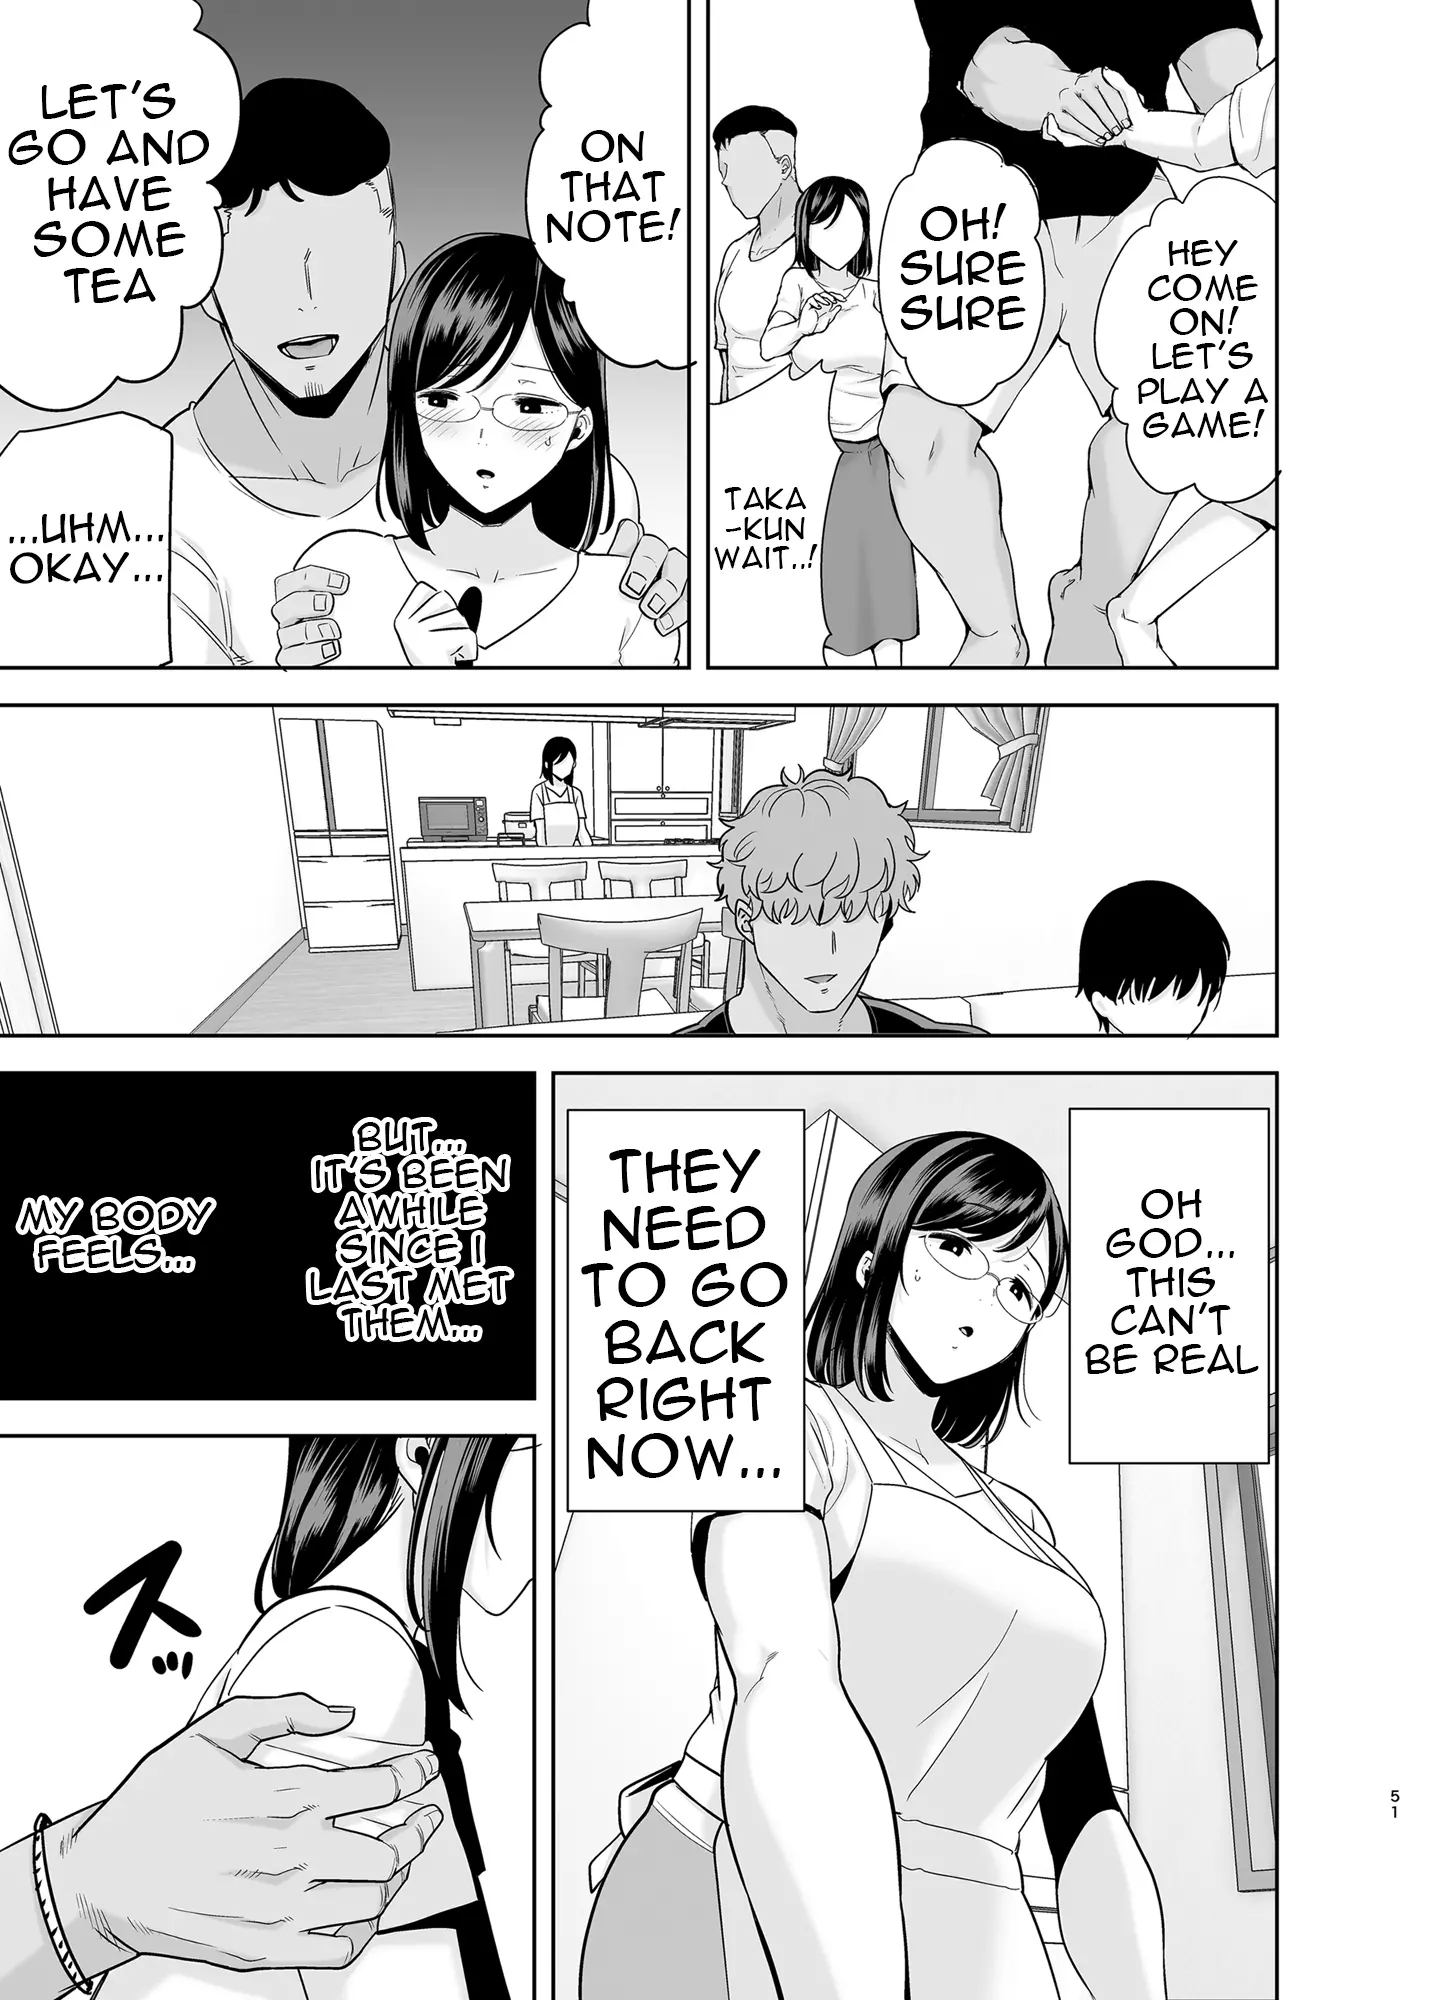 HEY
COME
ON!
LET'S
PLAY A
GAME!
OH!
SURE
SURE
TAKA
-KUN
WAIT..!
ON
THAT
NOTE!
LET'S
GO AND
HAVE
SOME
TEA
...UHM...
OKAY...
OH
GOD...
THIS
CAN'T
BE REAL
THEY
NEED
TO GO
BACK
RIGHT
NOW...
BUT...
IT'S BEEN
AWHILE
SINCE I
LAST MET
THEM...
MY BODY
FEELS...
スッ
51